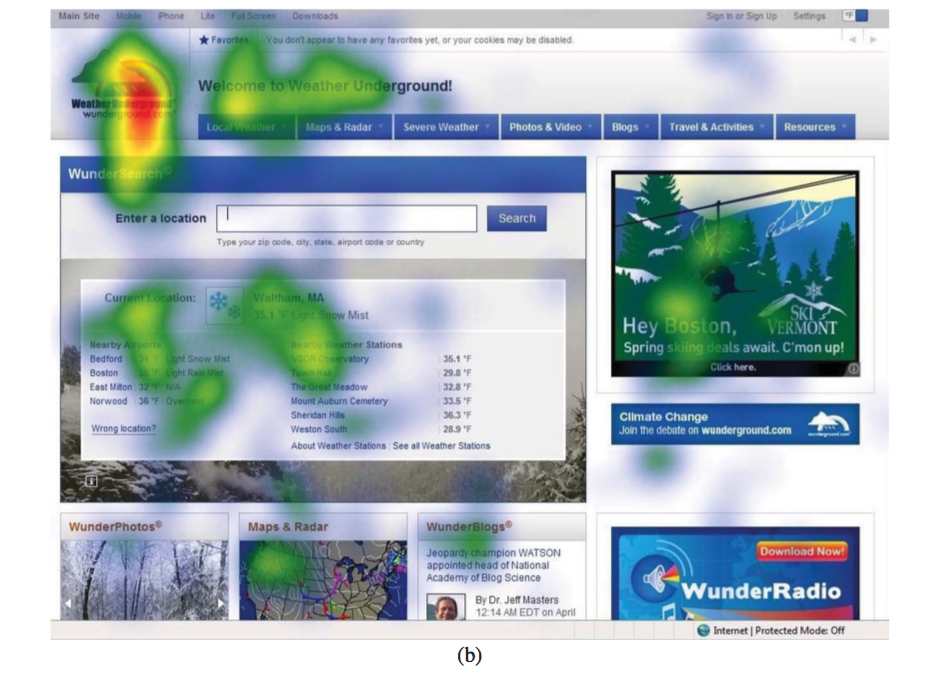 Main Site Mobile iPhone Lite Full Screen Downloads Sign In or Sign Up Settings °F
★ Favorites You don't appear to have any favorites yet, or your cookies may be disabled.
Weather Underground®
wunderground.com®
Welcome to Weather Underground!
Local Weather Maps & Radar Severe Weather Photos & Video Blogs Travel & Activities Resources
WunderSearch®
Enter a location Search
Type your zip code, city, state, airport code or country
Current Location: Waltham, MA
35.1 °F Light Snow Mist
Nearby Airports
Bedford 34 °F Light Snow Mist
Boston °F Light Rain Mist
East Milton 32 °F N/A
Norwood 36 °F Overcast
Wrong location?
Nearby Weather Stations
Observatory 35.1 °F
Town Hall 29.8 °F
The Great Meadow 32.8 °F
Mount Auburn Cemetery 33.5 °F
Sheridan Hills 36.3 °F
Weston South 28.9 °F
About Weather Stations See all Weather Stations
Hey Boston,
SKI
VERMONT
Spring skiing deals await. C'mon up!
Click here.
Climate Change
Join the debate on wunderground.com
WunderPhotos®
Maps & Radar
WunderBlogs®
Jeopardy champion WATSON
appointed head of National
Academy of Blog Science
By Dr. Jeff Masters
12:14 AM EDT on April
Download Now!
WunderRadio
Internet | Protected Mode: Off
(b)